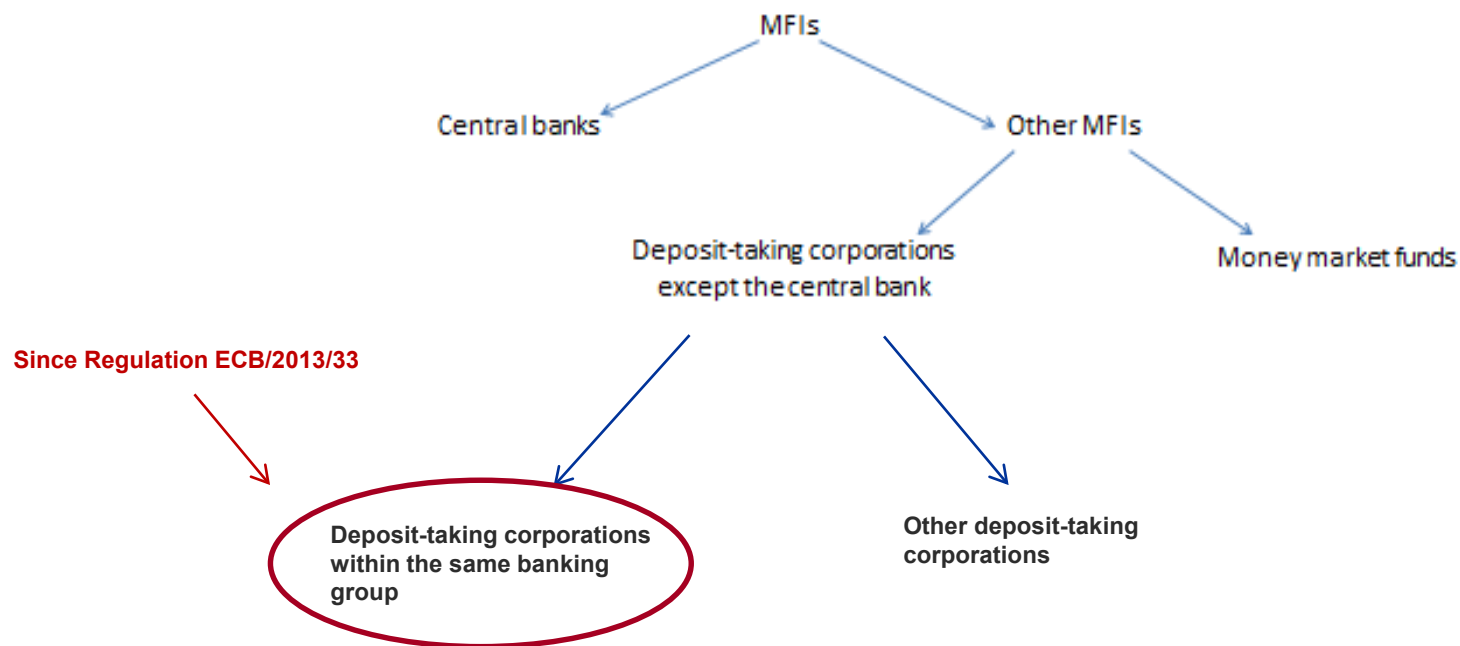 MFIs
Central banks
Other MFIs
Deposit-taking corporations
except the central bank
Money market funds
Since Regulation ECB/2013/33
Deposit-taking corporations
within the same banking
group
Other deposit-taking
corporations